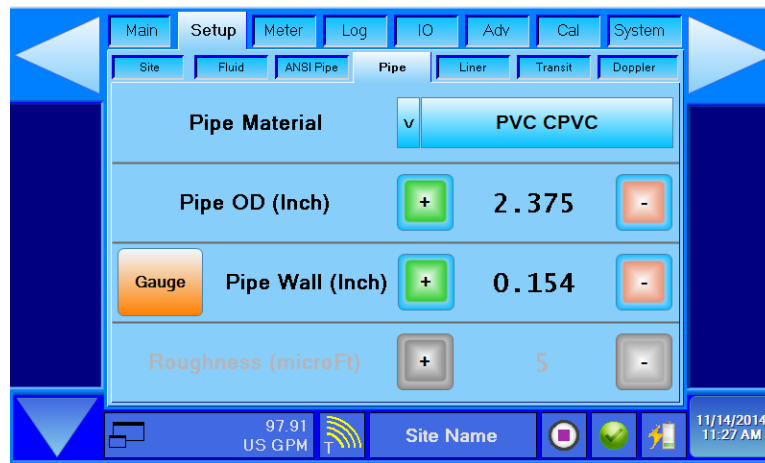 Main Setup Meter Log IO Adv Cal System
Site Fluid ANSI Pipe Pipe Liner Transit Doppler
Pipe Material v PVC CPVC
Pipe OD (Inch) + 2.375 -
Gauge Pipe Wall (Inch) + 0.154 -
Roughness (microFt) + 5 -
97.91
US GPM T Site Name
11/14/2014
11:27 AM